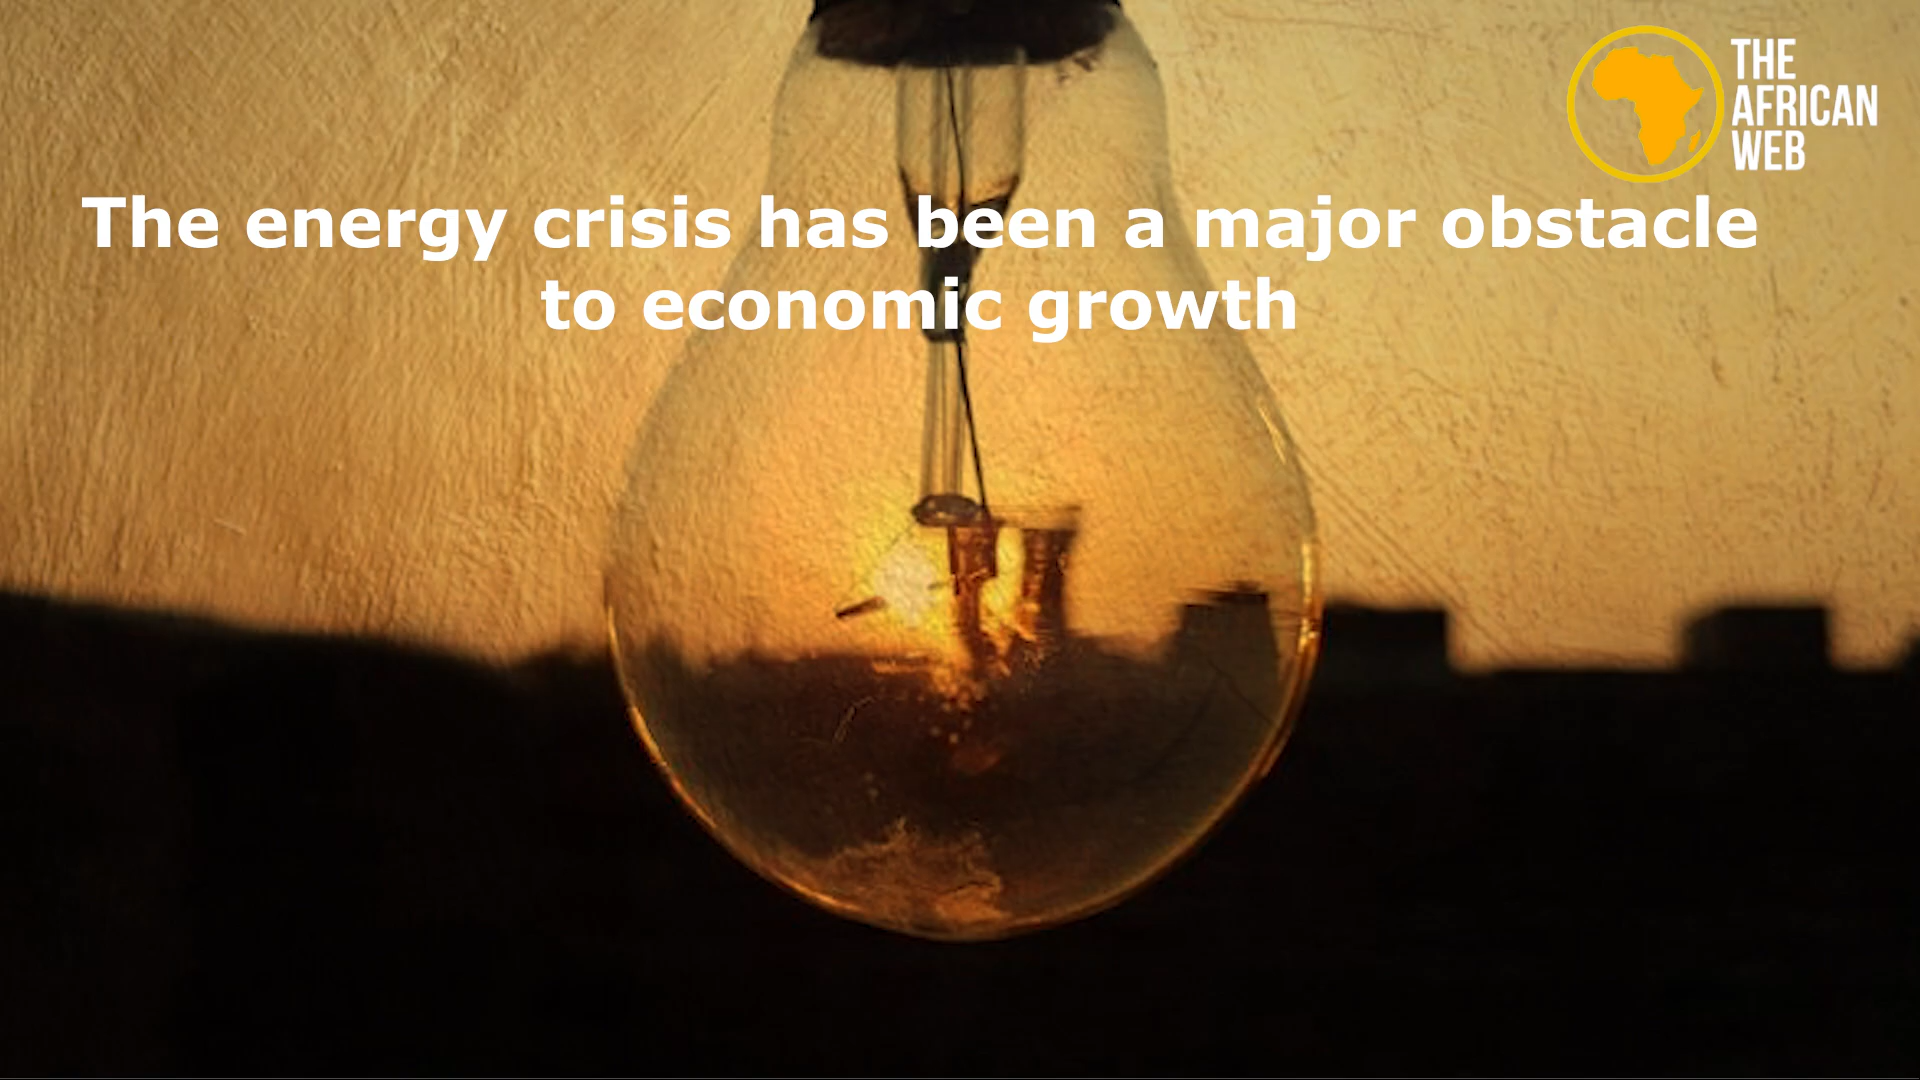 THE
AFRICAN
WEB
The energy crisis has been a major obstacle
to economic growth